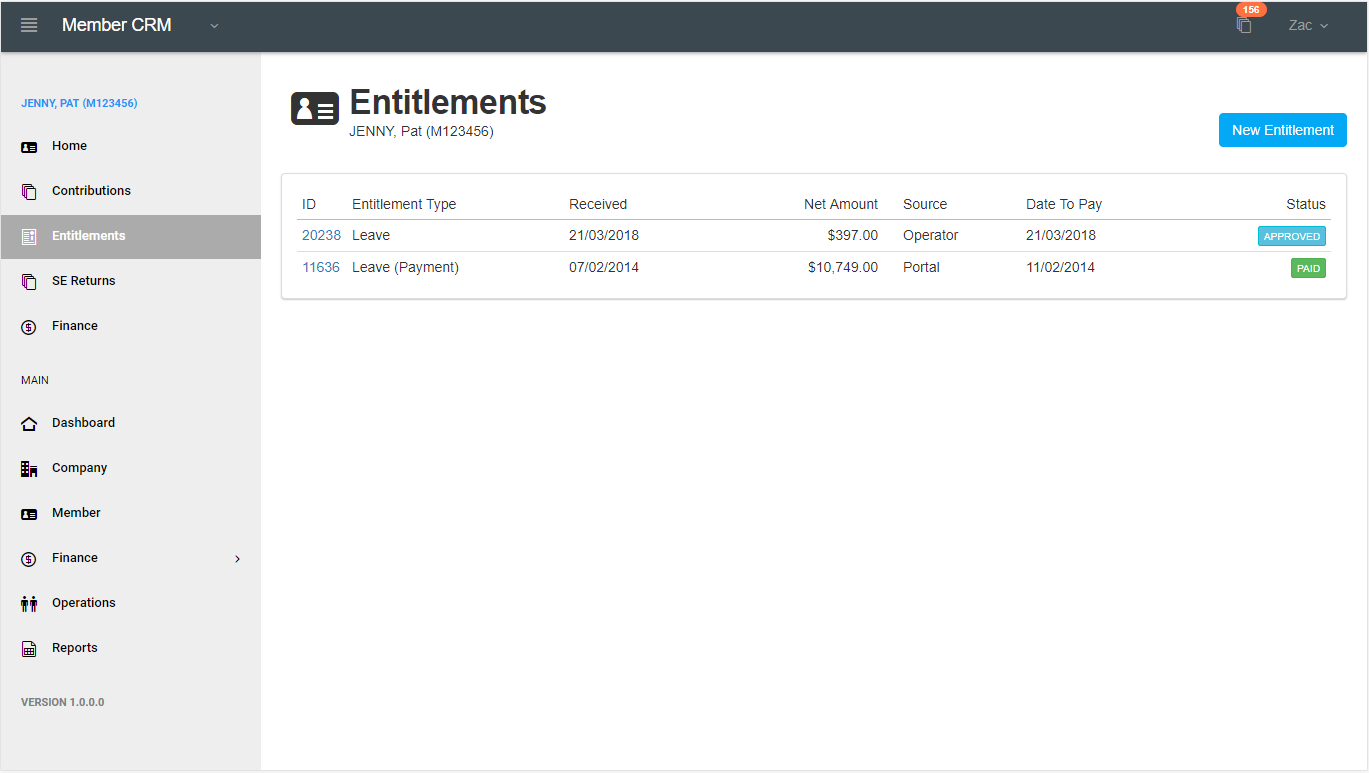 Member CRM
156
Zac
JENNY, PAT (M123456)
Home
Contributions
Entitlements
SE Returns
Finance
MAIN
Dashboard
Company
Member
Finance
Operations
Reports
VERSION 1.0.0.0
Entitlements
JENNY, Pat (M123456)
New Entitlement
ID Entitlement Type Received Net Amount Source Date To Pay Status
20238 Leave 21/03/2018 $397.00 Operator 21/03/2018 APPROVED
11636 Leave (Payment) 07/02/2014 $10,749.00 Portal 11/02/2014 PAID